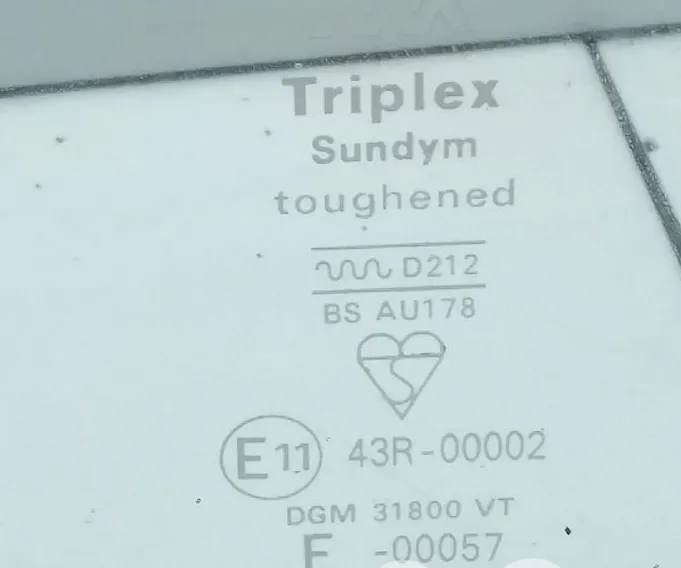 Triplex
Sundym
toughened
D212
BS AU178
E11 43R-00002
DGM 31800 VT
-00057